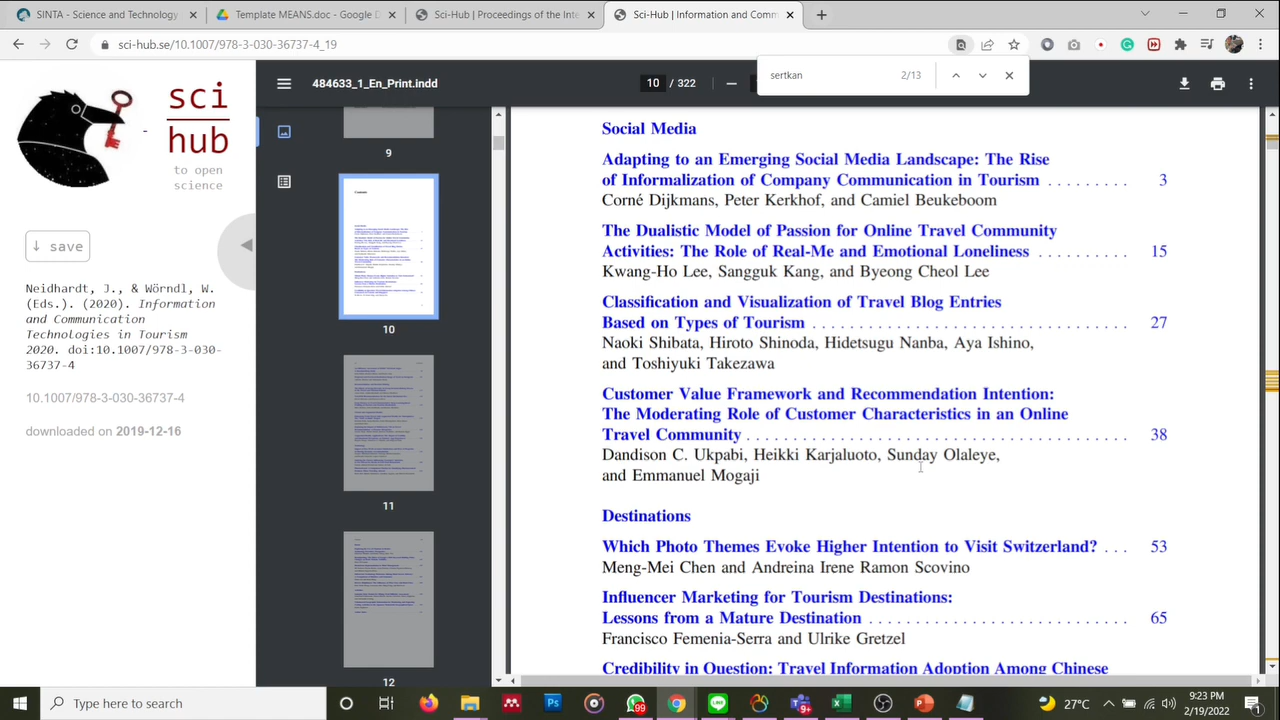 SINTA - Science and Technology
Template MEANS.doc - Google D
Sci-Hub | Proceedings of the Inte
Sci-Hub | Information and Comm
sci-hub.se/10.1007/978-3-030-36737-4_19
sertkan
2/13
sci
hub
to open
science
↓ save
Neidhardt, J., & Wörndl, W.
(Eds.). (2020). Information
and Communication
Technologies in Tourism
2020. doi:10.1007/978-3-030-
36737-4
10.1007/978-3-030-36737-4
downloaded 2019-12-16
484633_1_En_Print.indd
10 / 322
9
10
11
12
Social Media
Adapting to an Emerging Social Media Landscape: The Rise
of Informalization of Company Communication in Tourism . . . . . . . . 3
Corné Dijkmans, Peter Kerkhof, and Camiel Beukeboom
The Dualistic Model of Passion for Online Travel Community
Activities: The Role of Real-Life and Emotional Loneliness . . . . . . . . . 15
Kwang-Ho Lee, Sangguk Kang, and Byeong Cheol Lee
Classification and Visualization of Travel Blog Entries
Based on Types of Tourism . . . . . . . . . . . . . . . . . . . . . . . . . . . . . . . . . . 27
Naoki Shibata, Hiroto Shinoda, Hidetsugu Nanba, Aya Ishino,
and Toshiyuki Takezawa
Customer Value Framework and Recommendation Intention:
The Moderating Role of Customer Characteristics in an Online
Travel Community . . . . . . . . . . . . . . . . . . . . . . . . . . . . . . . . . . . . . . . . 38
Dandison C. Ukpabi, Heikki Karjaluoto, Sunday Olaleye,
and Emmanuel Mogaji
Destinations
Which Photo Themes Evoke Higher Intention to Visit Switzerland? . . . 53
Meng-Mei Chen and Andreina Irene Ramon Scovino
Influencer Marketing for Tourism Destinations:
Lessons from a Mature Destination . . . . . . . . . . . . . . . . . . . . . . . . . . . . 65
Francisco Femenia-Serra and Ulrike Gretzel
Credibility in Question: Travel Information Adoption Among Chinese
Type here to search
99
9+
27°C
9:23 PM
2/19/2022